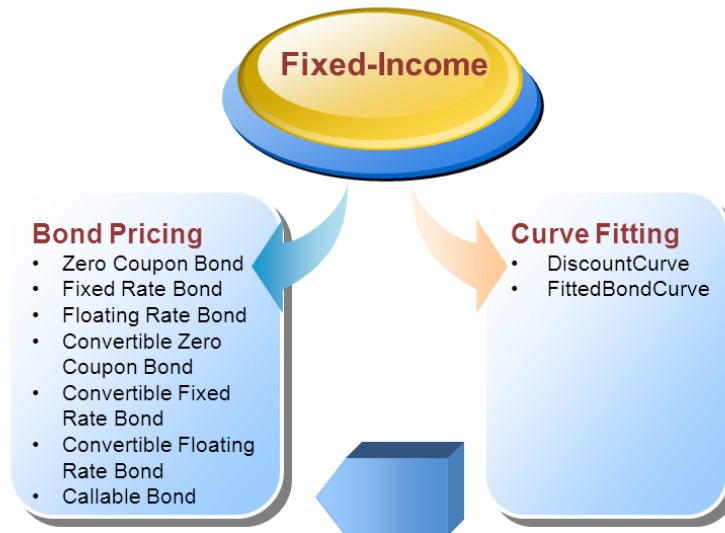 Fixed-Income
Bond Pricing
• Zero Coupon Bond
• Fixed Rate Bond
• Floating Rate Bond
• Convertible Zero
Coupon Bond
• Convertible Fixed
Rate Bond
• Convertible Floating
Rate Bond
• Callable Bond
Curve Fitting
• DiscountCurve
• FittedBondCurve